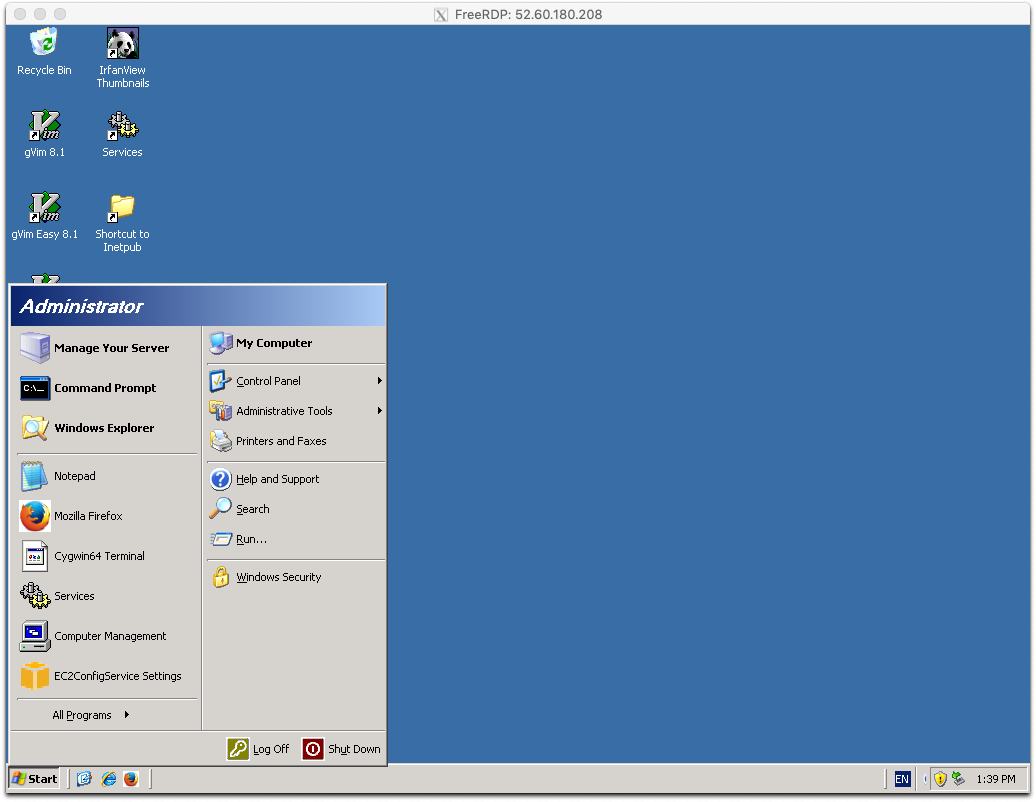 FreeRDP: 52.60.180.208
Recycle Bin
IrfanView
Thumbnails
gVim 8.1
Services
gVim Easy 8.1
Shortcut to
Inetpub
Administrator
Manage Your Server
Command Prompt
Windows Explorer
Notepad
Mozilla Firefox
Cygwin64 Terminal
Services
Computer Management
EC2ConfigService Settings
All Programs
My Computer
Control Panel
Administrative Tools
Printers and Faxes
Help and Support
Search
Run...
Windows Security
Log Off
Shut Down
Start
EN
1:39 PM